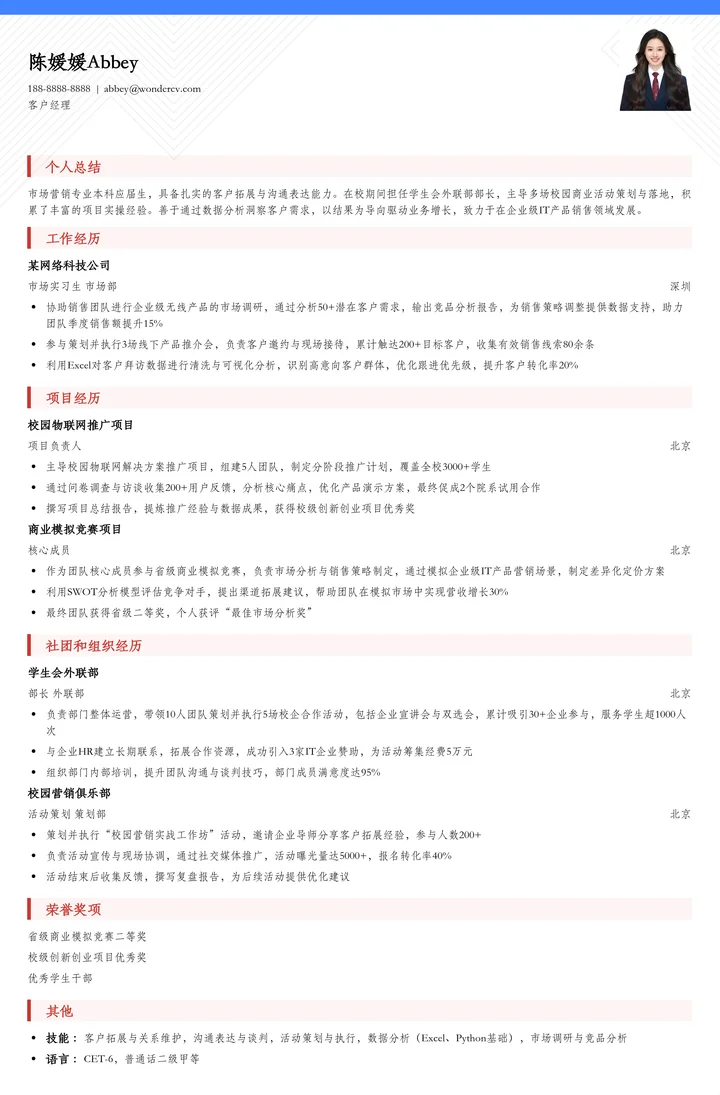 陈媛媛Abbey
188-8888-8888 | abbey@wondercv.com
客户经理
个人总结
市场营销专业本科应届生，具备扎实的客户拓展与沟通表达能力。在校期间担任学生会外联部部长，主导多场校园商业活动策划与落地，积
累了丰富的项目实操经验。善于通过数据分析洞察客户需求，以结果为导向驱动业务增长，致力于在企业级IT产品销售领域发展。
工作经历
某网络科技公司
市场实习生 市场部 深圳
• 协助销售团队进行企业级无线产品的市场调研，通过分析50+潜在客户需求，输出竞品分析报告，为销售策略调整提供数据支持，助力
团队季度销售额提升15%
• 参与策划并执行3场线下产品推介会，负责客户邀约与现场接待，累计触达200+目标客户，收集有效销售线索80余条
• 利用Excel对客户拜访数据进行清洗与可视化分析，识别高意向客户群体，优化跟进优先级，提升客户转化率20%
项目经历
校园物联网推广项目
项目负责人 北京
• 主导校园物联网解决方案推广项目，组建5人团队，制定分阶段推广计划，覆盖全校3000+学生
• 通过问卷调查与访谈收集200+用户反馈，分析核心痛点，优化产品演示方案，最终促成2个院系试用合作
• 撰写项目总结报告，提炼推广经验与数据成果，获得校级创新创业项目优秀奖
商业模拟竞赛项目
核心成员 北京
• 作为团队核心成员参与省级商业模拟竞赛，负责市场分析与销售策略制定，通过模拟企业级IT产品营销场景，制定差异化定价方案
• 利用SWOT分析模型评估竞争对手，提出渠道拓展建议，帮助团队在模拟市场中实现营收增长30%
• 最终团队获得省级二等奖，个人获评“最佳市场分析奖”
社团和组织经历
学生会外联部
部长 外联部 北京
• 负责部门整体运营，带领10人团队策划并执行5场校企合作活动，包括企业宣讲会与双选会，累计吸引30+企业参与，服务学生超1000人
次
• 与企业HR建立长期联系，拓展合作资源，成功引入3家IT企业赞助，为活动筹集经费5万元
• 组织部门内部培训，提升团队沟通与谈判技巧，部门成员满意度达95%
校园营销俱乐部
活动策划 策划部 北京
• 策划并执行“校园营销实战工作坊”活动，邀请企业导师分享客户拓展经验，参与人数200+
• 负责活动宣传与现场协调，通过社交媒体推广，活动曝光量达5000+，报名转化率40%
• 活动结束后收集反馈，撰写复盘报告，为后续活动提供优化建议
荣誉奖项
省级商业模拟竞赛二等奖
校级创新创业项目优秀奖
优秀学生干部
其他
• 技能： 客户拓展与关系维护，沟通表达与谈判，活动策划与执行，数据分析（Excel、Python基础），市场调研与竞品分析
• 语言： CET-6，普通话二级甲等